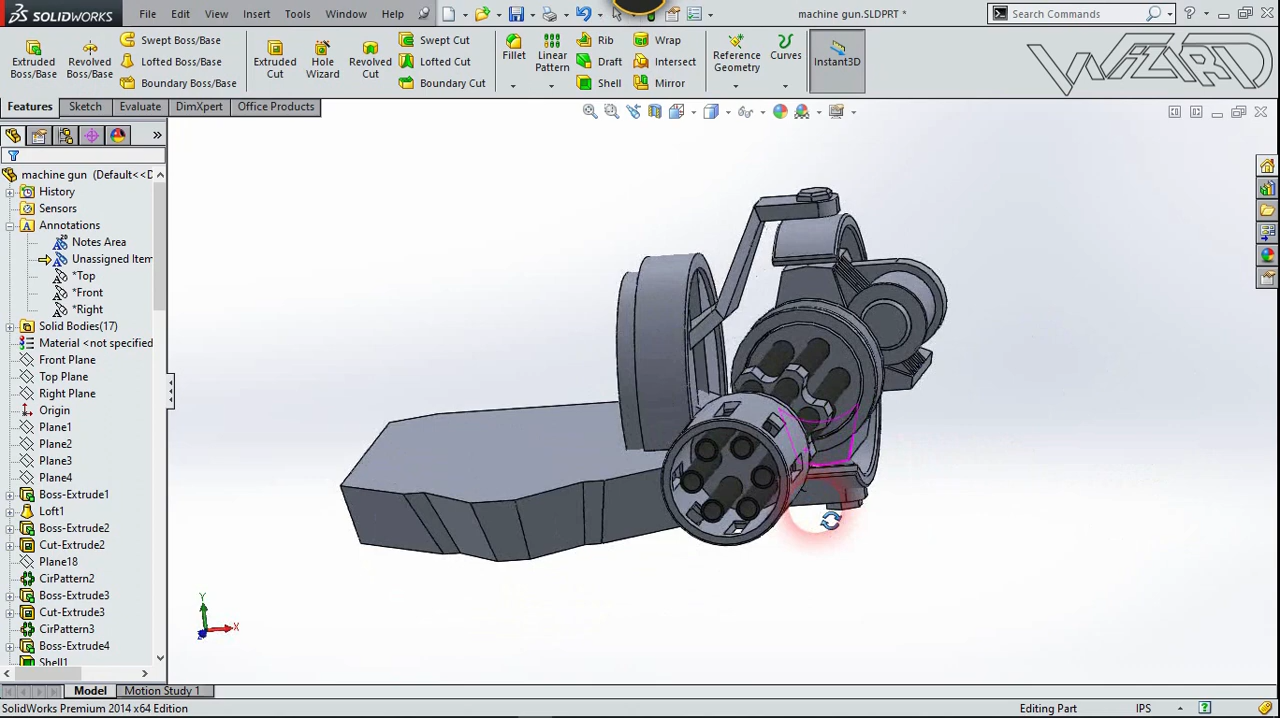 SOLIDWORKS File Edit View Insert Tools Window Help machine gun.SLDPRT * Search Commands
Extruded Boss/Base
Revolved Boss/Base
Swept Boss/Base
Lofted Boss/Base
Boundary Boss/Base
Extruded Cut
Hole Wizard
Revolved Cut
Swept Cut
Lofted Cut
Boundary Cut
Fillet
Linear Pattern
Rib
Draft
Shell
Wrap
Intersect
Mirror
Reference Geometry
Curves
Instant3D
WIZARD
Features Sketch Evaluate DimXpert Office Products
machine gun (Default<<D
History
Sensors
Annotations
Notes Area
Unassigned Item
*Top
*Front
*Right
Solid Bodies(17)
Material <not specified
Front Plane
Top Plane
Right Plane
Origin
Plane1
Plane2
Plane3
Plane4
Boss-Extrude1
Loft1
Boss-Extrude2
Cut-Extrude2
Plane18
CirPattern2
Boss-Extrude3
Cut-Extrude3
CirPattern3
Boss-Extrude4
Shell1
Y
X
Z
Model Motion Study 1
SolidWorks Premium 2014 x64 Edition Editing Part IPS